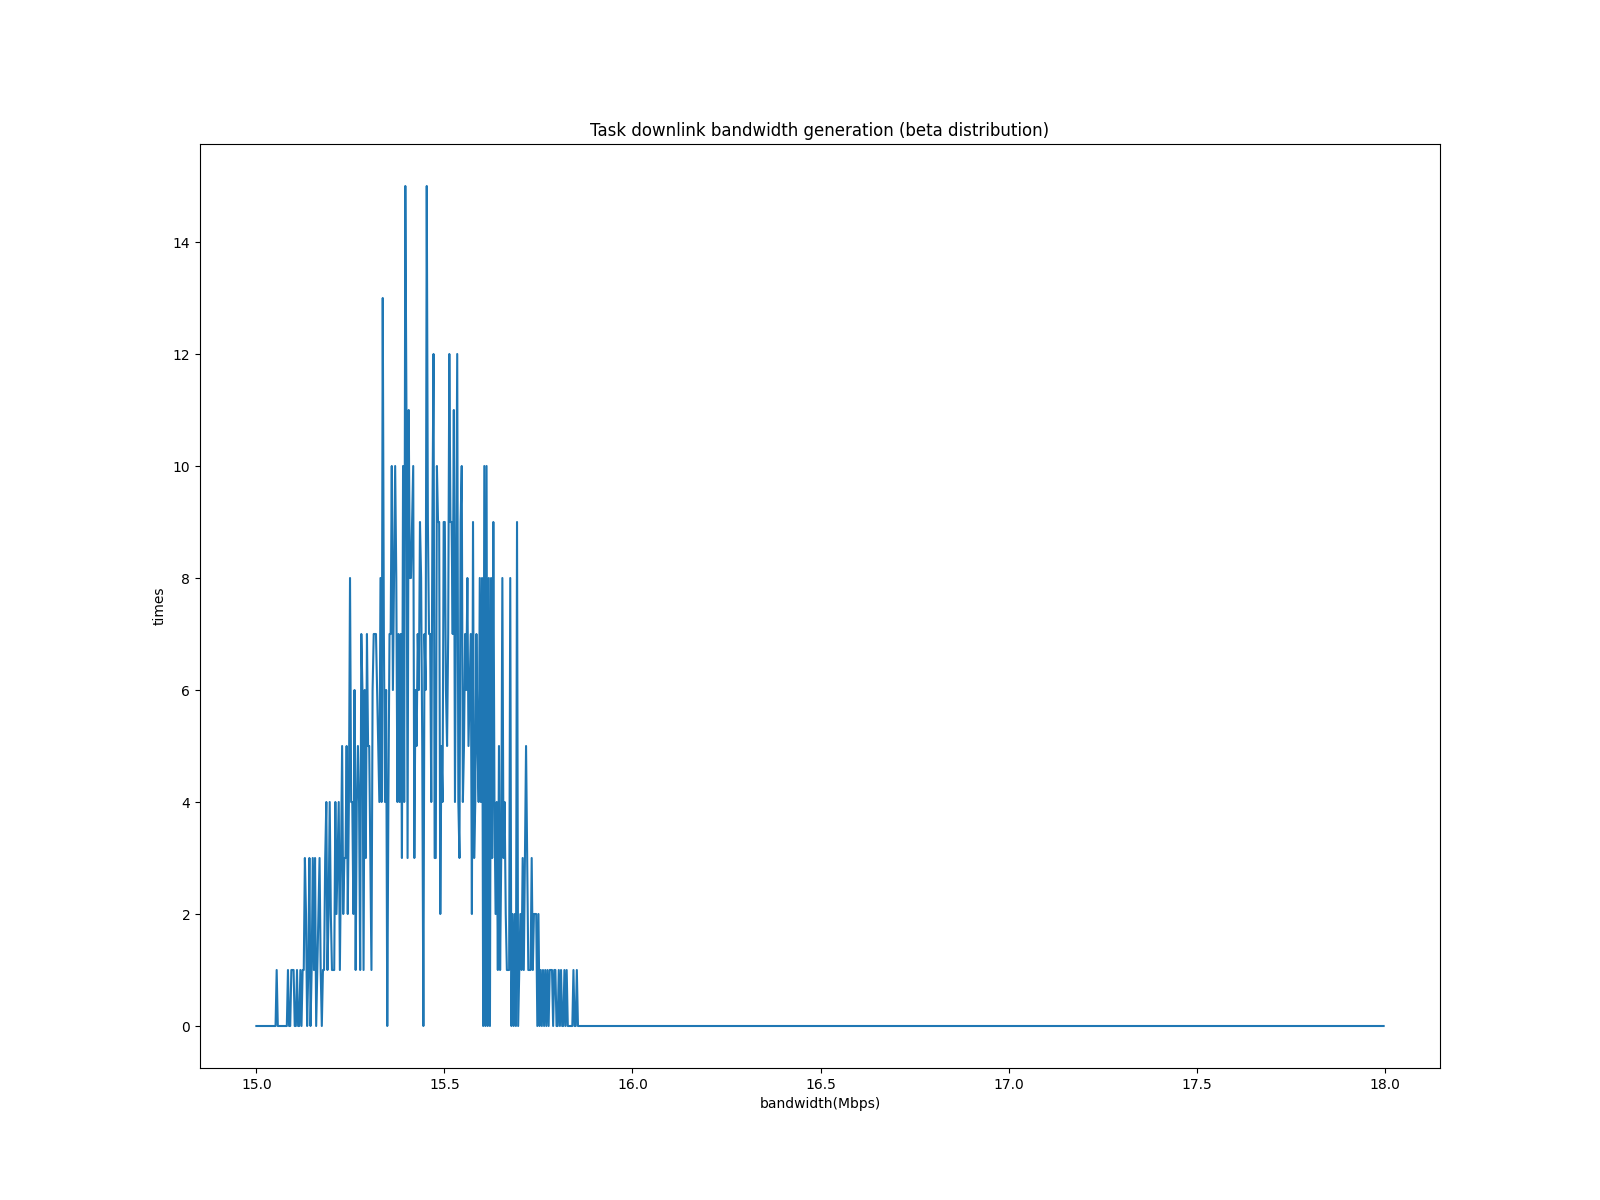 Task downlink bandwidth generation (beta distribution)
14
12
10
8
6
4
2
0
times
15.0 15.5 16.0 16.5 17.0 17.5 18.0
bandwidth(Mbps)